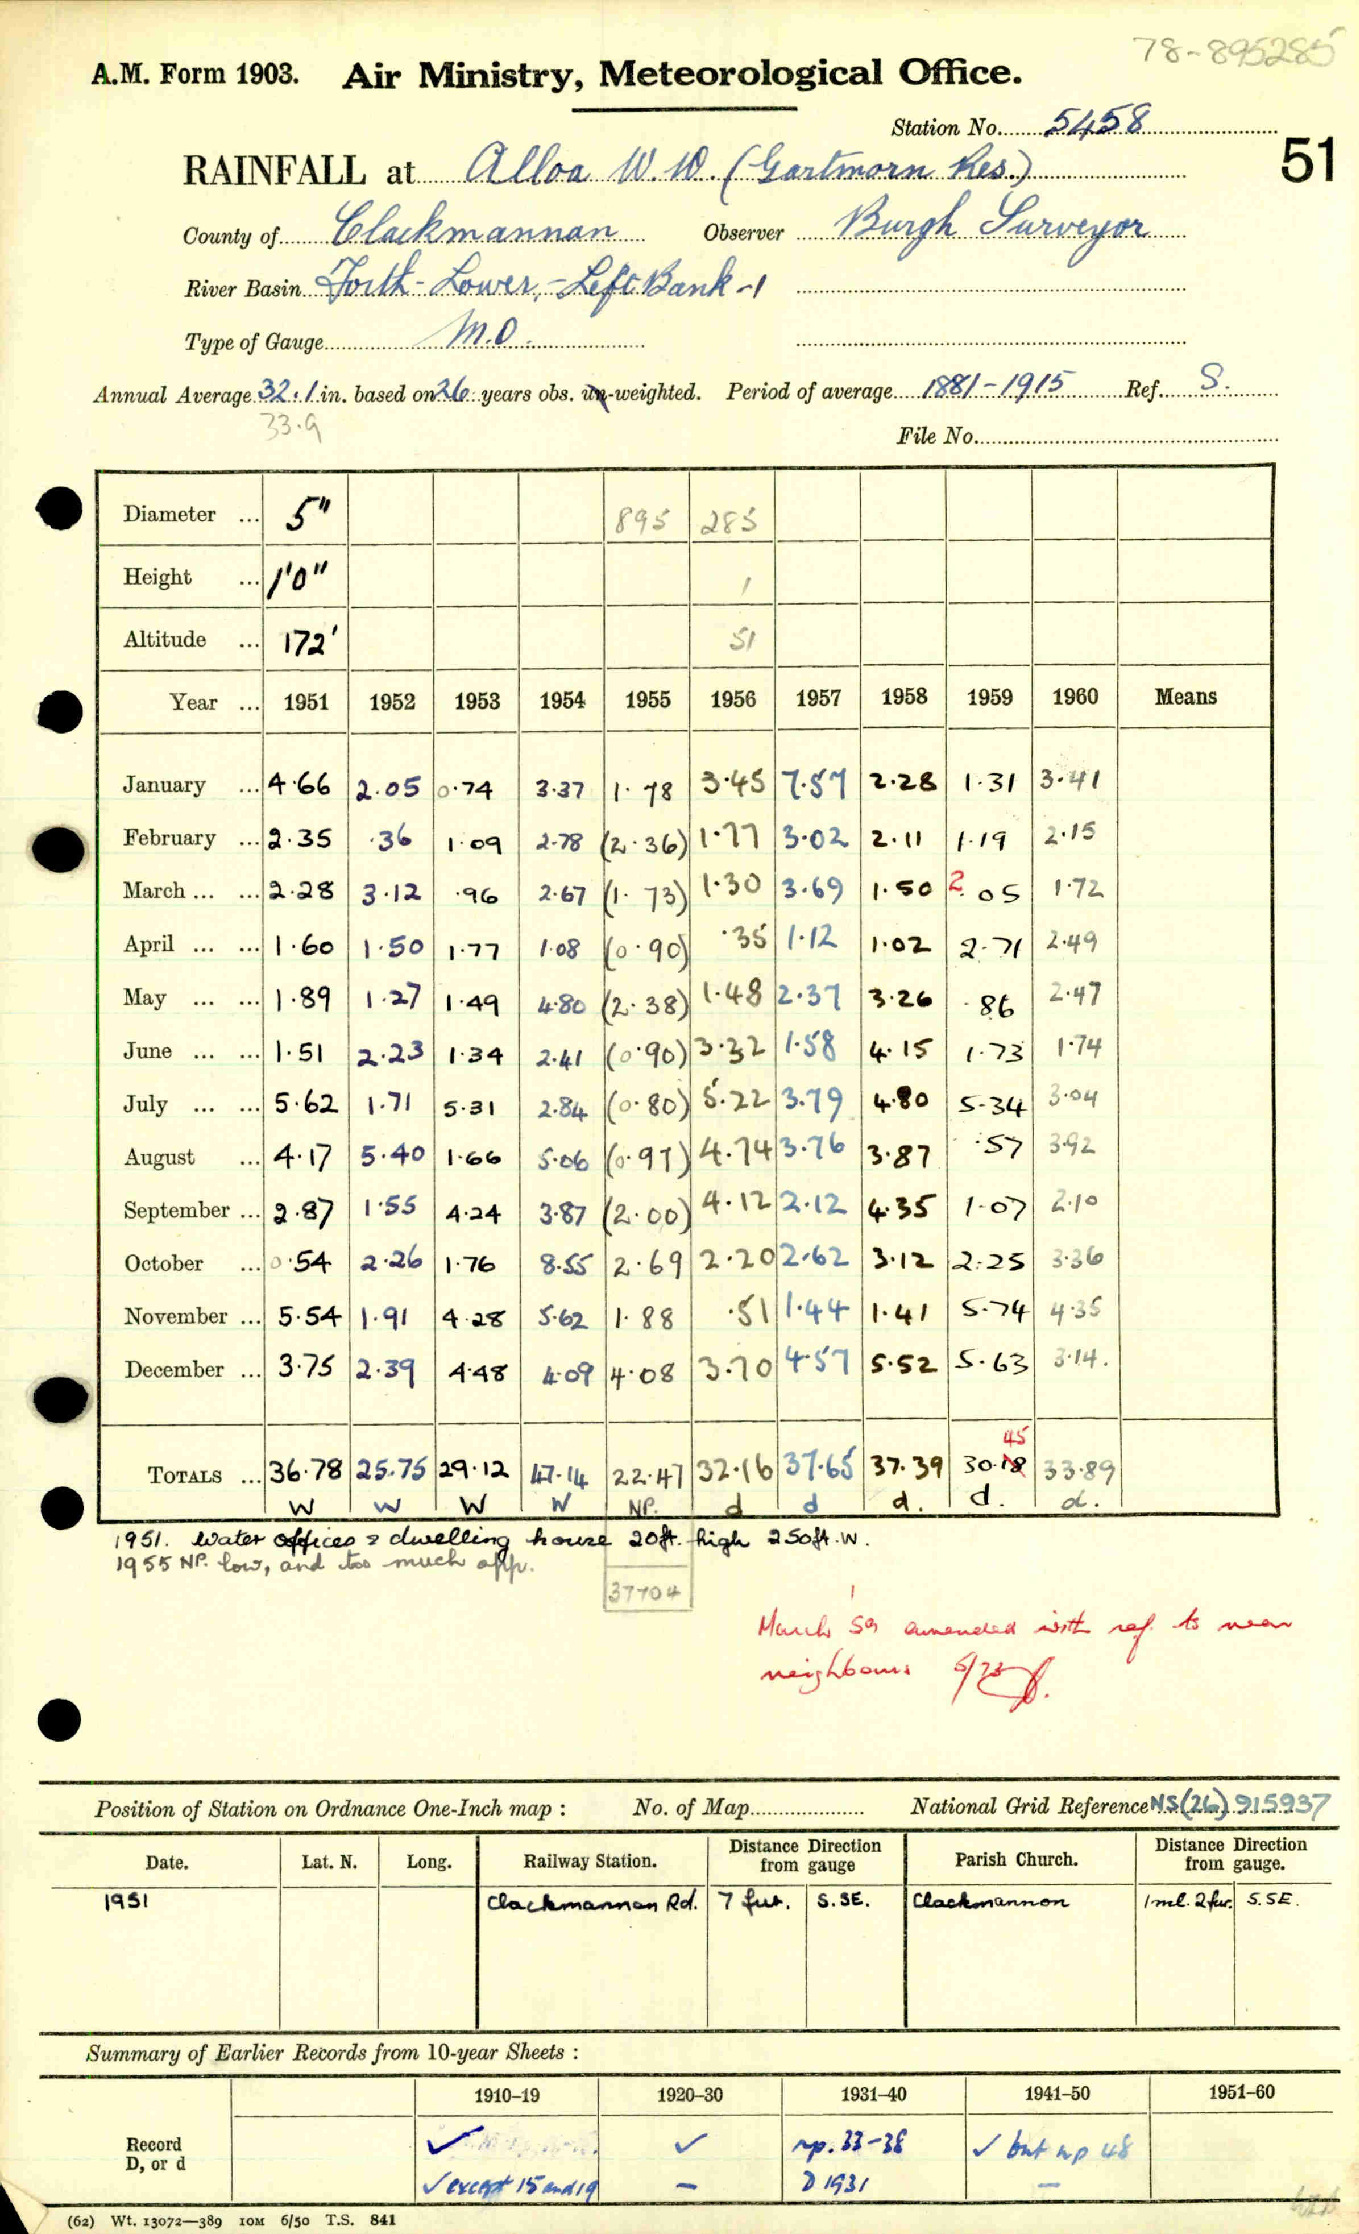 78-895285
A.M. Form 1903. Air Ministry, Meteorological Office.
Station No. 5458
51
RAINFALL at Alloa W.W. (Gartmorn Res.)
County of Clackmannan Observer Burgh Surveyor
River Basin Forth-Lower,-Left Bank-1
Type of Gauge M.O.
Annual Average 32.1 in. based on 26 years obs. un-weighted. Period of average 1881-1915 Ref. S.
33.9
File No.
Diameter ... 5" 895 285
Height ... 1'0" 1
Altitude ... 172' 51
Year ... 1951 1952 1953 1954 1955 1956 1957 1958 1959 1960 Means
January ... 4.66 2.05 0.74 3.37 1.78 3.45 7.57 2.28 1.31 3.41
February ... 2.35 .36 1.09 2.78 (2.36) 1.77 3.02 2.11 1.19 2.15
March ... ... 2.28 3.12 .96 2.67 (1.73) 1.30 3.69 1.50 2.05 1.72
April ... ... 1.60 1.50 1.77 1.08 (0.90) .35 1.12 1.02 2.71 2.49
May ... ... 1.89 1.27 1.49 4.80 (2.38) 1.48 2.37 3.26 .86 2.47
June ... ... 1.51 2.23 1.34 2.41 (0.90) 3.32 1.58 4.15 1.73 1.74
July ... ... 5.62 1.71 5.31 2.84 (0.80) 5.22 3.79 4.80 5.34 3.04
August ... 4.17 5.40 1.66 5.06 (0.97) 4.74 3.76 3.87 .57 3.92
September ... 2.87 1.55 4.24 3.87 (2.00) 4.12 2.12 4.35 1.07 2.10
October ... 0.54 2.26 1.76 8.55 2.69 2.20 2.62 3.12 2.25 3.36
November ... 5.54 1.91 4.28 5.62 1.88 .51 1.44 1.41 5.74 4.35
December ... 3.75 2.39 4.48 4.09 4.08 3.70 4.57 5.52 5.63 3.14.
45
TOTALS ... 36.78 25.75 29.12 47.14 22.47 32.16 37.65 37.39 30.18 33.89
W W W W NP. d d d. d. d.
1951. Water offices & dwelling house 20ft. high 250ft. W.
1955 NP. low, and too much app.
37704
March '59 amended with ref. to near
neighbours 5/73
Position of Station on Ordnance One-Inch map : No. of Map National Grid Reference NS(26) 915937
Date. Lat. N. Long. Railway Station. Distance from gauge Direction Parish Church. Distance from gauge. Direction
1951 Clackmannan Rd. 7 fur. S.SE. Clackmannon 1 ml. 2 fur. S.SE.
Summary of Earlier Records from 10-year Sheets :
1910–19 1920–30 1931–40 1941–50 1951–60
Record ✓ ✓ np. 33-38 ✓ but np 48
D, or d ✓ except 15 and 19 – D 1931 –
(62) Wt. 13072—389 10M 6/50 T.S. 841